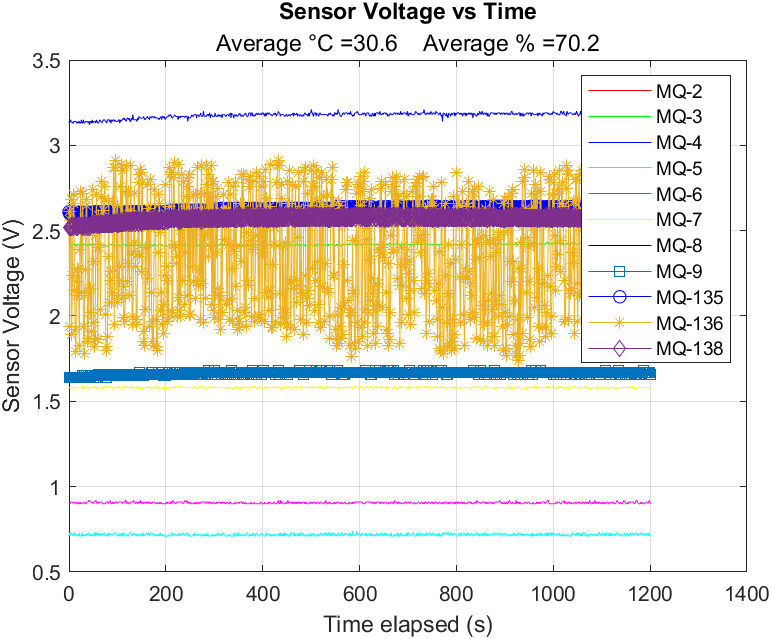 Sensor Voltage vs Time
Average °C =30.6 Average % =70.2
3.5
3
2.5
2
1.5
1
0.5
Sensor Voltage (V)
MQ-2
MQ-3
MQ-4
MQ-5
MQ-6
MQ-7
MQ-8
MQ-9
MQ-135
MQ-136
MQ-138
0 200 400 600 800 1000 1200 1400
Time elapsed (s)